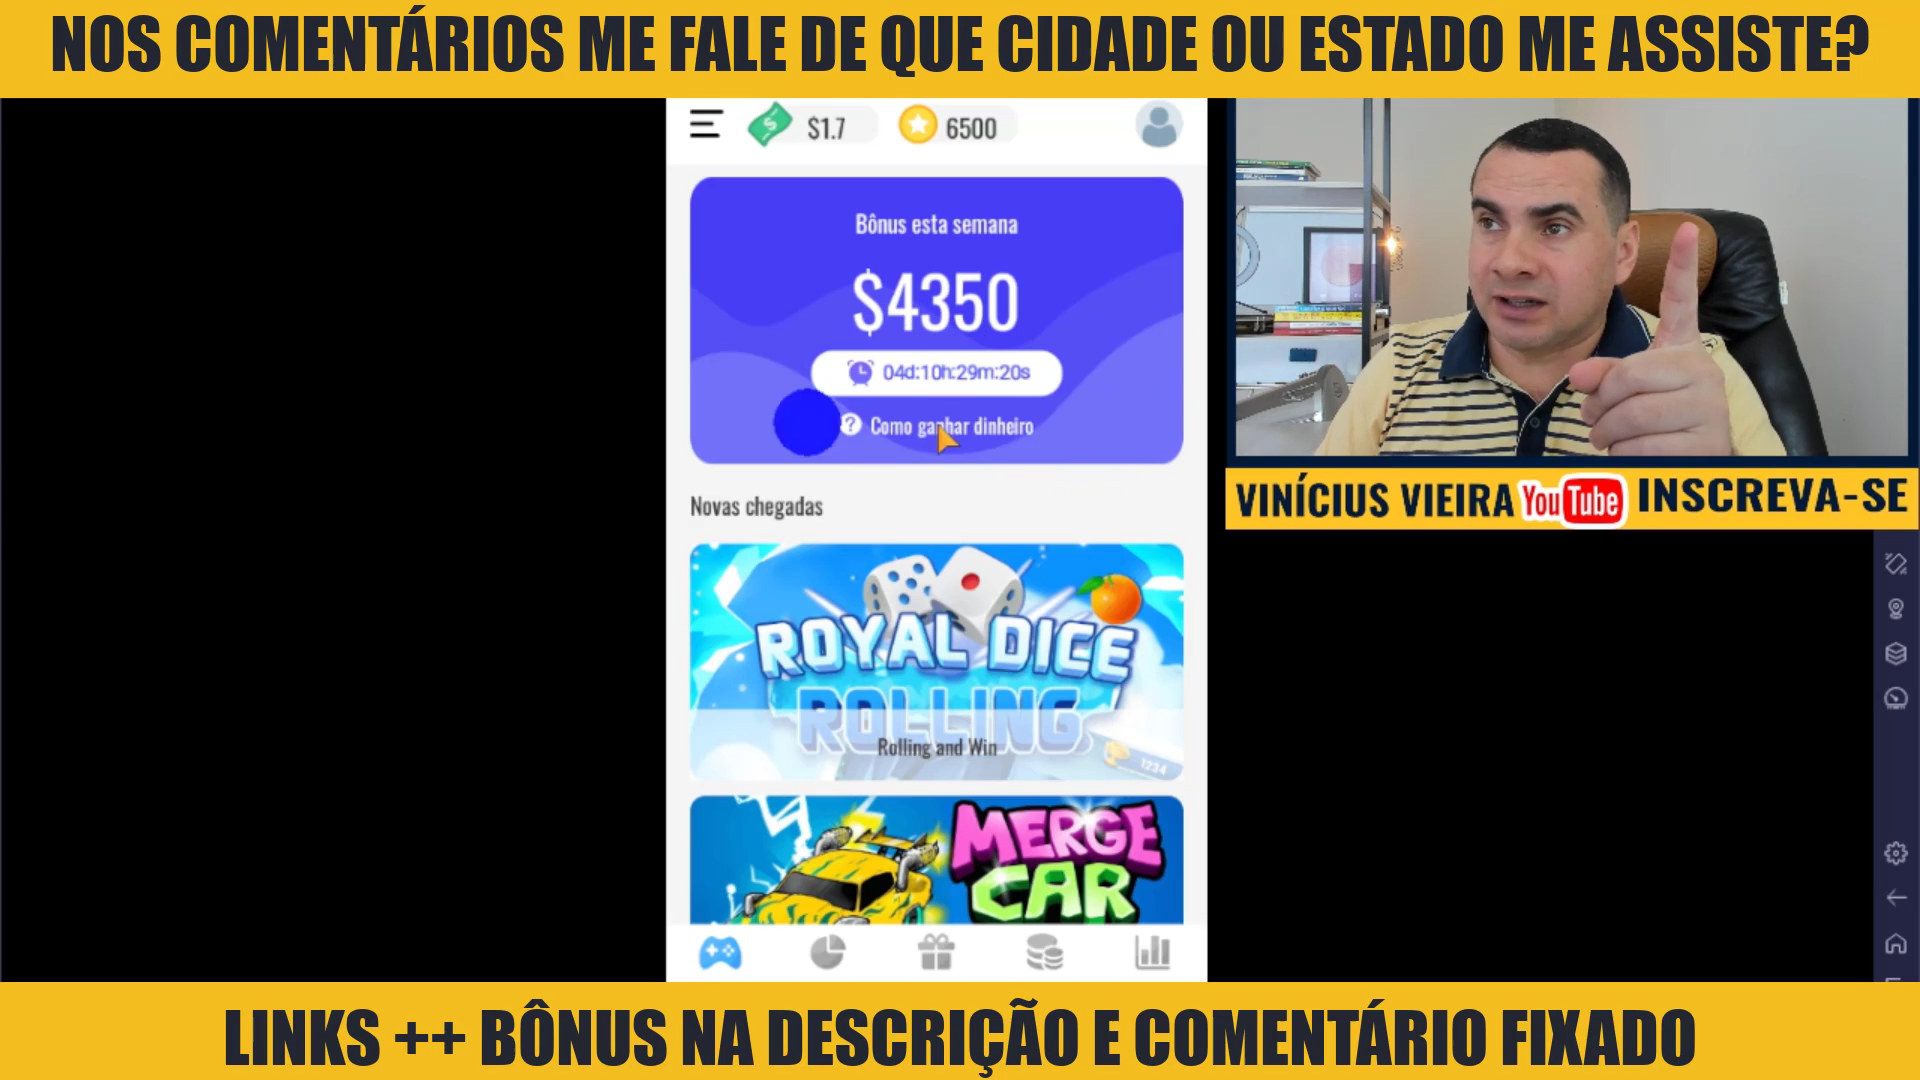 NOS COMENTÁRIOS ME FALE DE QUE CIDADE OU ESTADO ME ASSISTE?
$1.7
6500
Bônus esta semana
$4350
04d:10h:29m:20s
? Como ganhar dinheiro
Novas chegadas
ROYAL DICE
ROLLING
Rolling and Win
1234
MERGE
CAR
VINÍCIUS VIEIRA YouTube INSCREVA-SE
LINKS ++ BÔNUS NA DESCRIÇÃO E COMENTÁRIO FIXADO